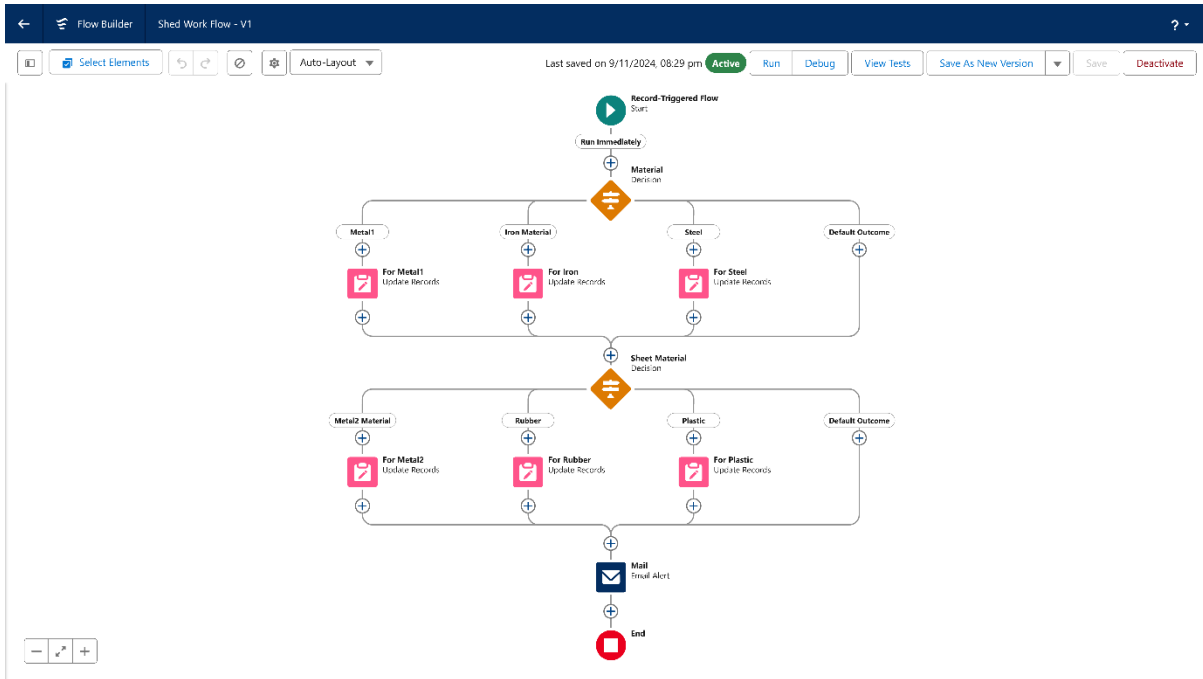 Flow Builder
Shed Work Flow - V1
?
Select Elements
Auto-Layout
Last saved on 9/11/2024, 08:29 pm
Active
Run
Debug
View Tests
Save As New Version
Save
Deactivate
Record-Triggered Flow
Start
Run Immediately
Material
Decision
Metal1
Iron Material
Steel
Default Outcome
For Metal1
Update Records
For Iron
Update Records
For Steel
Update Records
Sheet Material
Decision
Metal2 Material
Rubber
Plastic
Default Outcome
For Metal2
Update Records
For Rubber
Update Records
For Plastic
Update Records
Mail
Email Alert
End